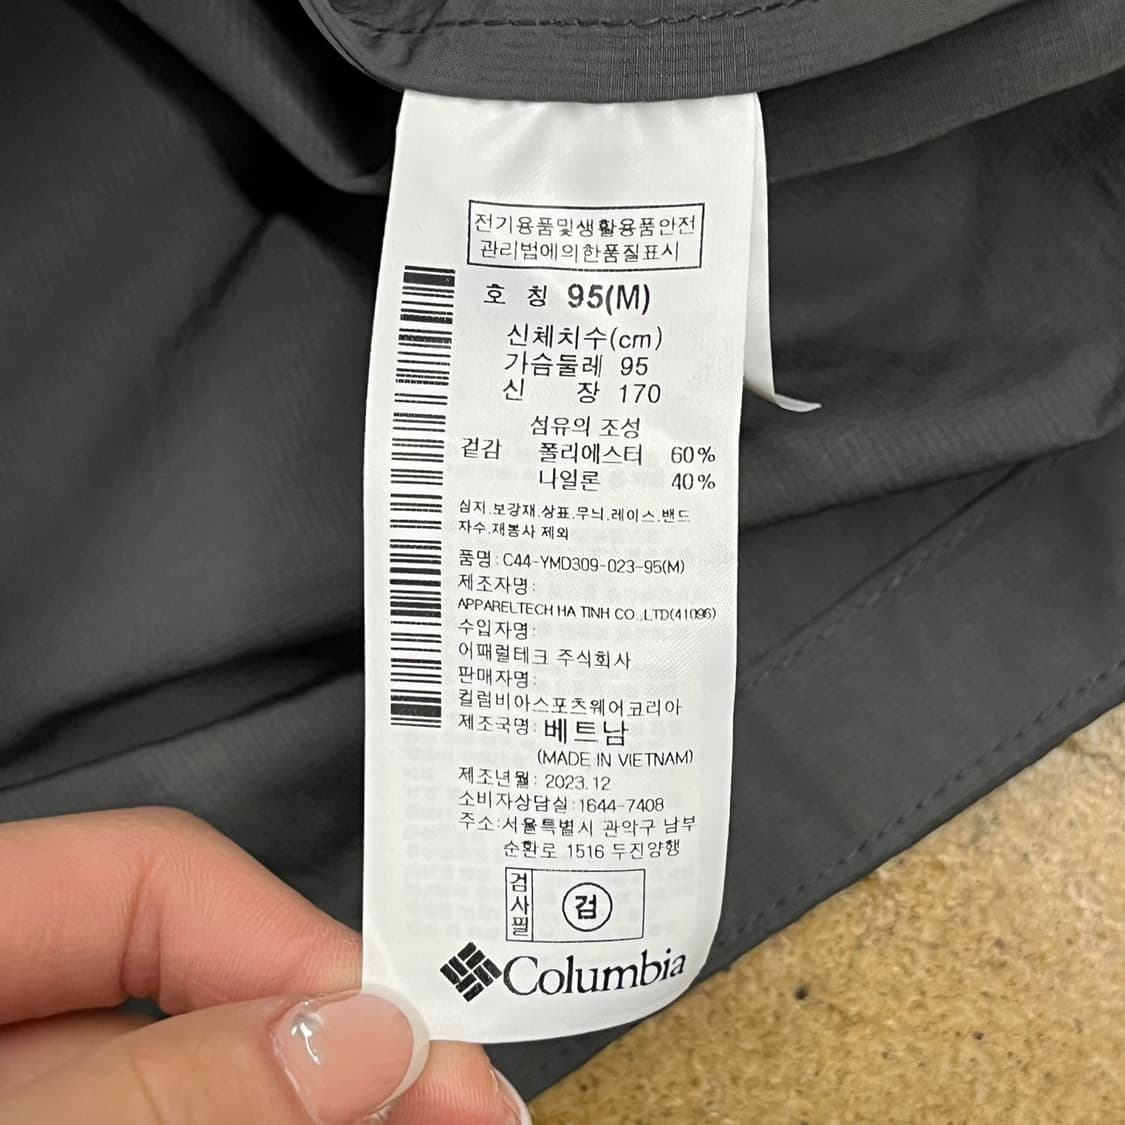 전기용품및생활용품안전
관리법에의한품질표시
호 칭 95(M)
신체치수(cm)
가슴둘레 95
신 장 170
섬유의 조성
겉감 폴리에스터 60%
나일론 40%
심지.보강재.상표.무늬.레이스.밴드
자수.재봉사 제외
품명:C44-YMD309-023-95(M)
제조자명:
APPARELTECH HA TINH CO.,LTD(41096)
수입자명:
어패럴테크 주식회사
판매자명:
컬럼비아스포츠웨어코리아
제조국명:베트남
(MADE IN VIETNAM)
제조년월: 2023.12
소비자상담실:1644-7408
주소:서울특별시 관악구 남부
순환로 1516 두진양행
검사필 검
Columbia